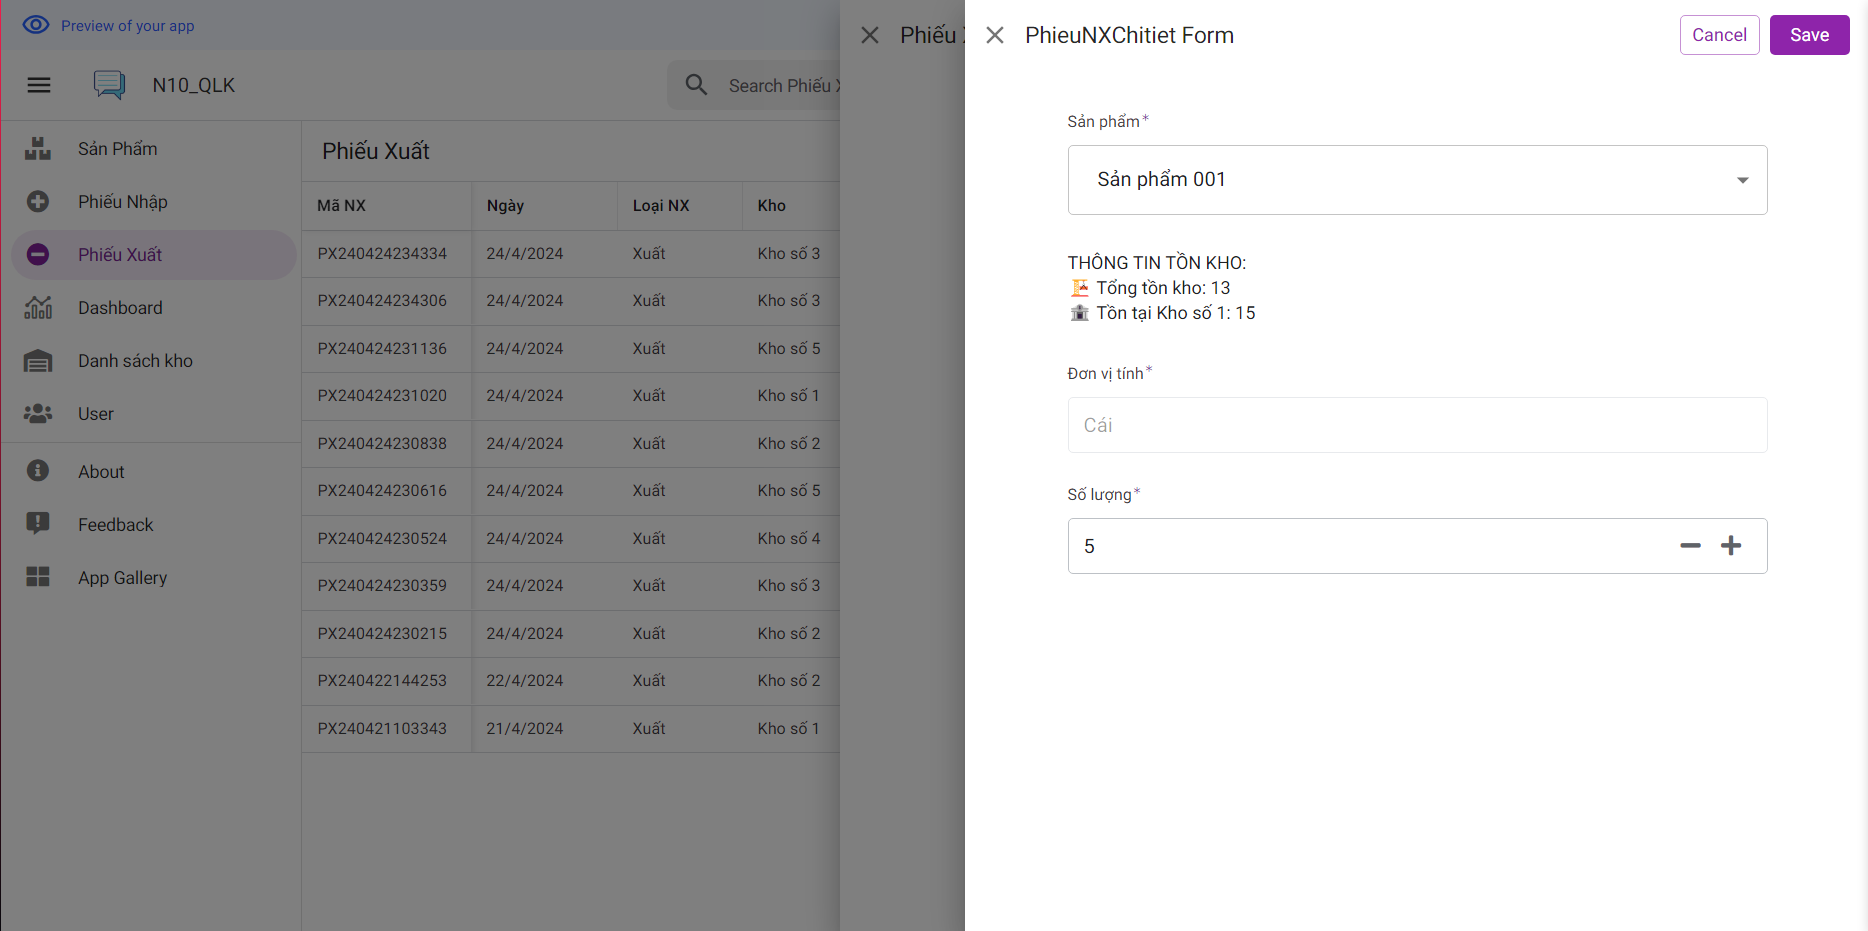 Preview of your app
N10_QLK
Search Phiếu X
Sản Phẩm
Phiếu Nhập
Phiếu Xuất
Dashboard
Danh sách kho
User
About
Feedback
App Gallery
Phiếu Xuất
Mã NX Ngày Loại NX Kho
PX240424234334 24/4/2024 Xuất Kho số 3
PX240424234306 24/4/2024 Xuất Kho số 3
PX240424231136 24/4/2024 Xuất Kho số 5
PX240424231020 24/4/2024 Xuất Kho số 1
PX240424230838 24/4/2024 Xuất Kho số 2
PX240424230616 24/4/2024 Xuất Kho số 5
PX240424230524 24/4/2024 Xuất Kho số 4
PX240424230359 24/4/2024 Xuất Kho số 3
PX240424230215 24/4/2024 Xuất Kho số 2
PX240422144253 22/4/2024 Xuất Kho số 2
PX240421103343 21/4/2024 Xuất Kho số 1
Phiếu X
PhieuNXChitiet Form
Cancel
Save
Sản phẩm*
Sản phẩm 001
THÔNG TIN TỒN KHO:
Tổng tồn kho: 13
Tồn tại Kho số 1: 15
Đơn vị tính*
Cái
Số lượng*
5